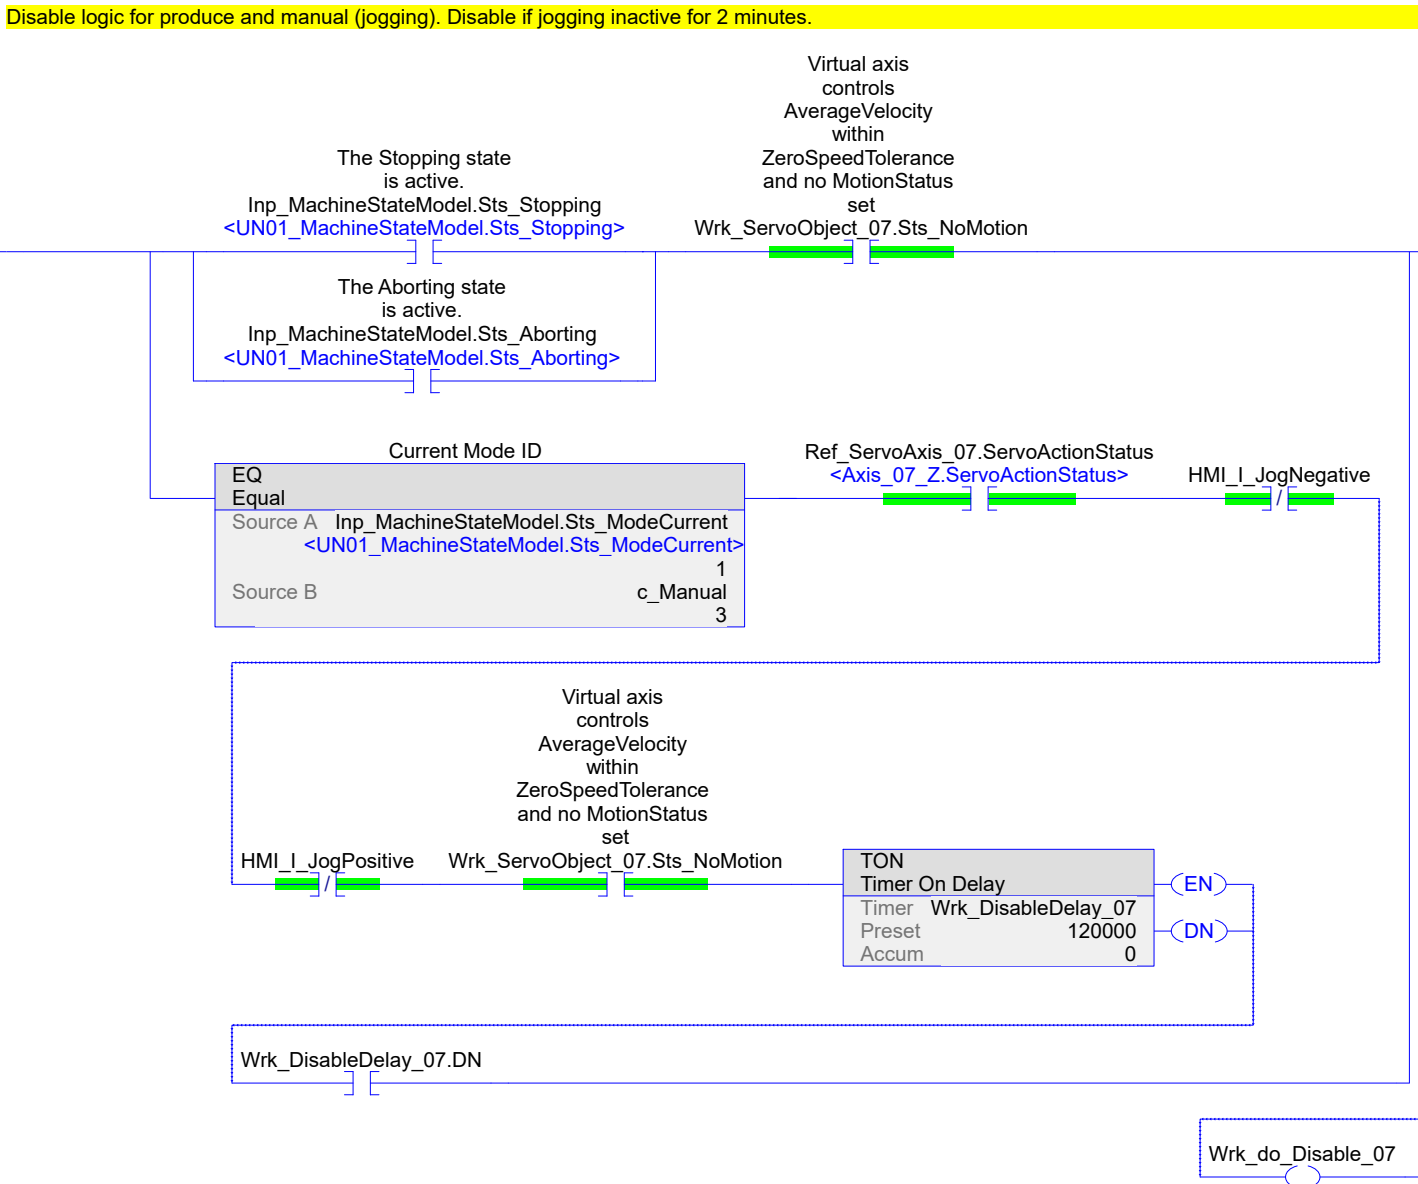 Disable logic for produce and manual (jogging). Disable if jogging inactive for 2 minutes.
Virtual axis
controls
AverageVelocity
within
ZeroSpeedTolerance
and no MotionStatus
set
Wrk_ServoObject_07.Sts_NoMotion
The Stopping state
is active.
Inp_MachineStateModel.Sts_Stopping
<UN01_MachineStateModel.Sts_Stopping>
The Aborting state
is active.
Inp_MachineStateModel.Sts_Aborting
<UN01_MachineStateModel.Sts_Aborting>
Current Mode ID
EQ
Equal
Source A Inp_MachineStateModel.Sts_ModeCurrent
<UN01_MachineStateModel.Sts_ModeCurrent>
1
Source B c_Manual
3
Ref_ServoAxis_07.ServoActionStatus
<Axis_07_Z.ServoActionStatus>
HMI_I_JogNegative
/
HMI_I_JogPositive
/
Virtual axis
controls
AverageVelocity
within
ZeroSpeedTolerance
and no MotionStatus
set
Wrk_ServoObject_07.Sts_NoMotion
TON
Timer On Delay
Timer Wrk_DisableDelay_07
Preset 120000
Accum 0
EN
DN
Wrk_DisableDelay_07.DN
Wrk_do_Disable_07